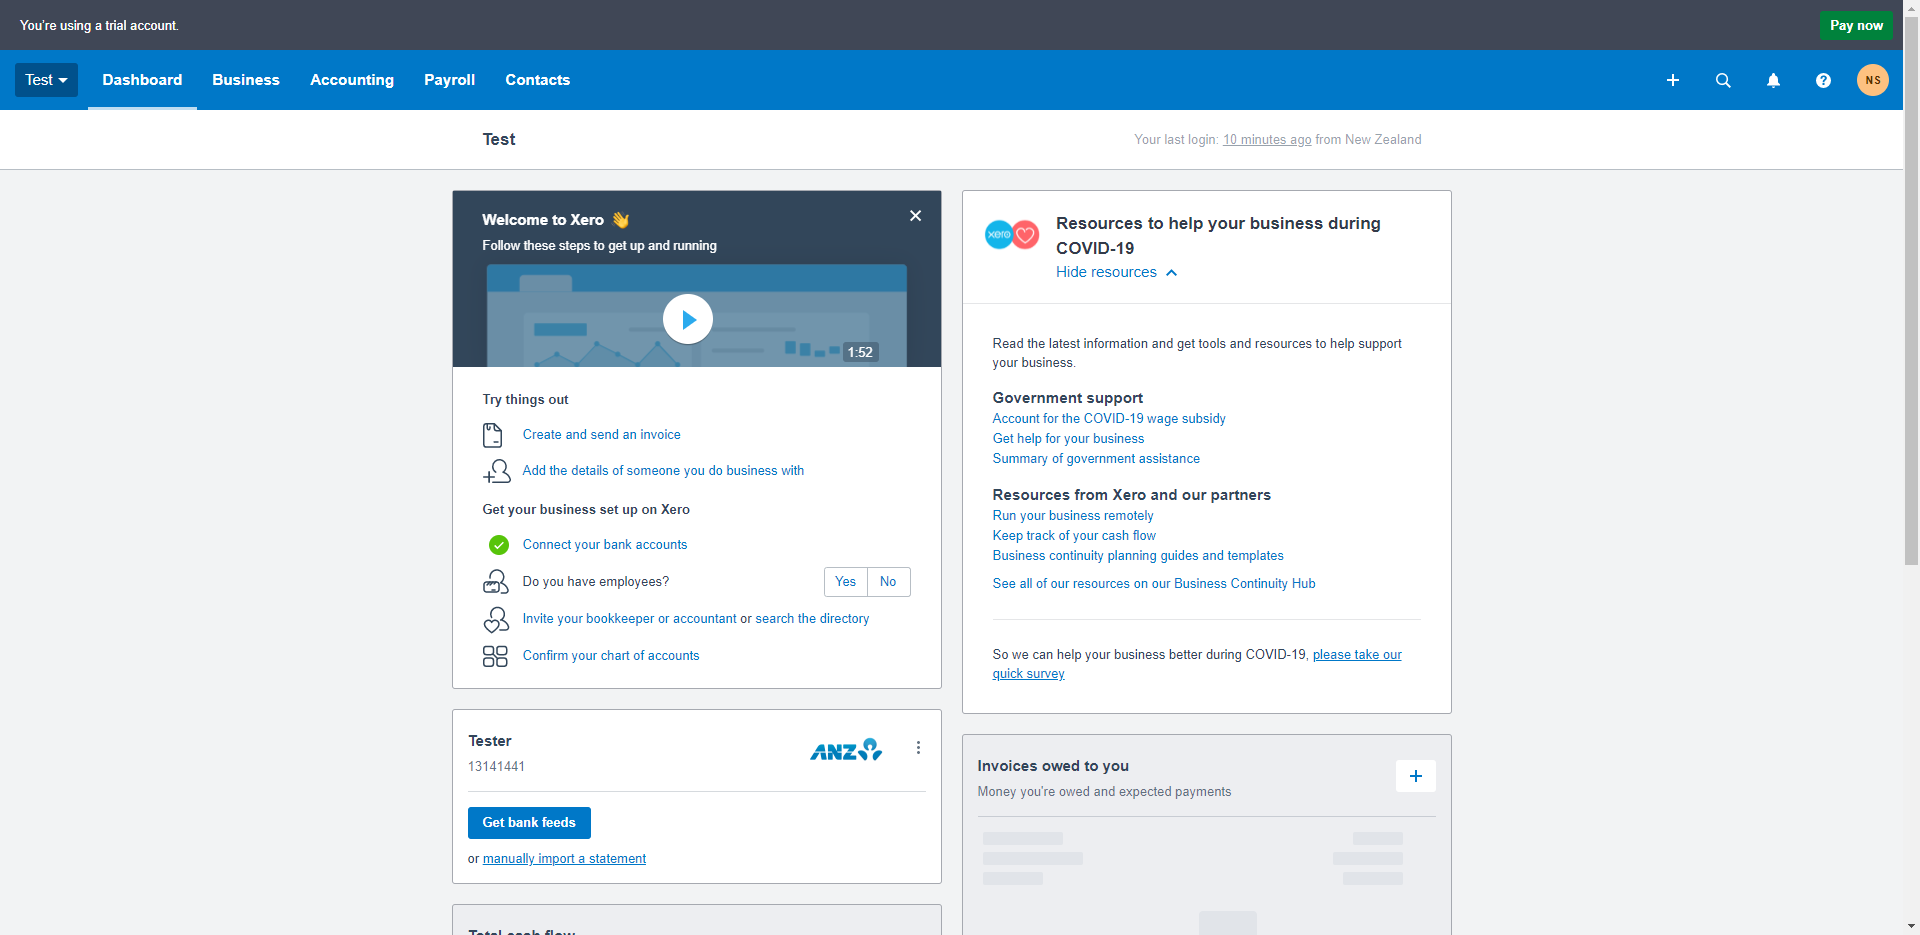 You're using a trial account.
Pay now
Test
Dashboard
Business
Accounting
Payroll
Contacts
NS
Test
Your last login: 10 minutes ago from New Zealand
Welcome to Xero
Follow these steps to get up and running
1:52
Try things out
Create and send an invoice
Add the details of someone you do business with
Get your business set up on Xero
Connect your bank accounts
Do you have employees?
Yes
No
Invite your bookkeeper or accountant or search the directory
Confirm your chart of accounts
Tester
13141441
ANZ
Get bank feeds
or manually import a statement
Total cash flow
xero
Resources to help your business during
COVID-19
Hide resources
Read the latest information and get tools and resources to help support
your business.
Government support
Account for the COVID-19 wage subsidy
Get help for your business
Summary of government assistance
Resources from Xero and our partners
Run your business remotely
Keep track of your cash flow
Business continuity planning guides and templates
See all of our resources on our Business Continuity Hub
So we can help your business better during COVID-19, please take our
quick survey
Invoices owed to you
Money you're owed and expected payments